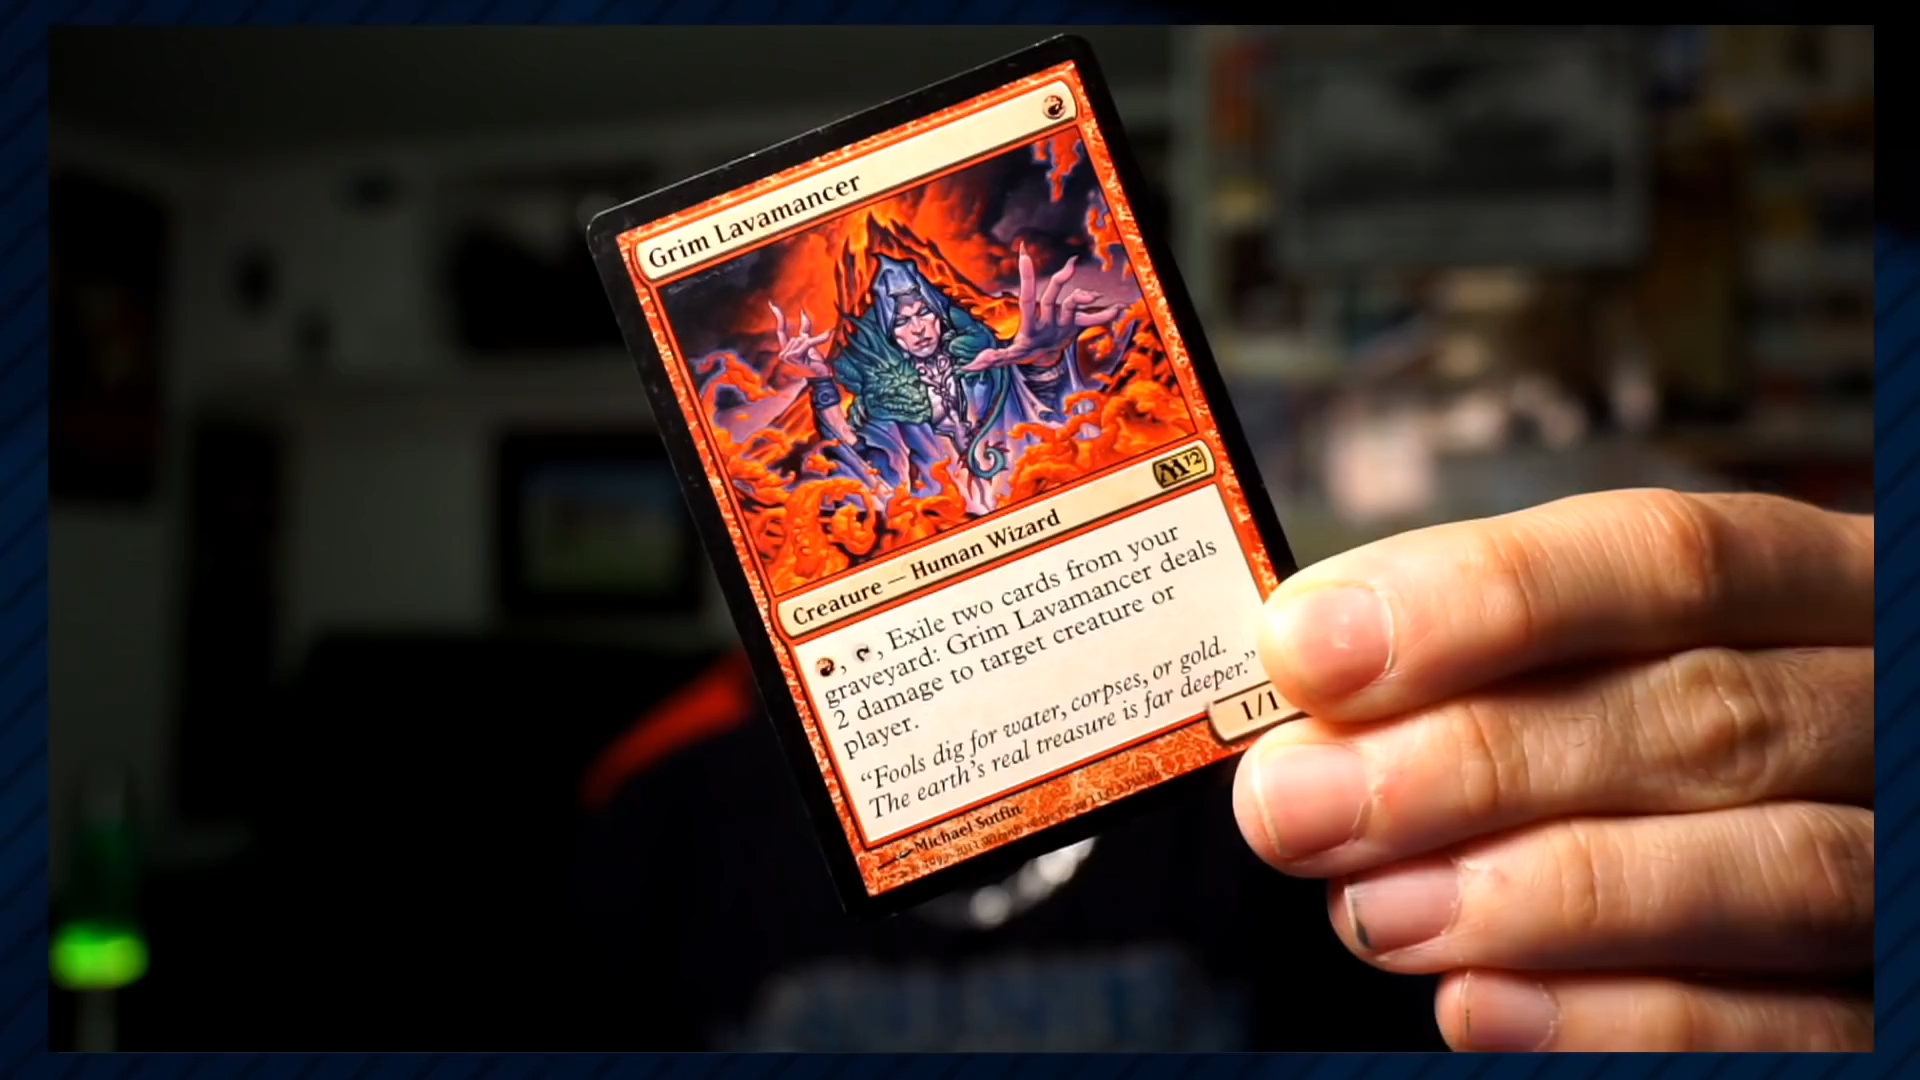 Grim Lavamancer
M12
Creature — Human Wizard
, , Exile two cards from your
graveyard: Grim Lavamancer deals
2 damage to target creature or
player.
“Fools dig for water, corpses, or gold.
The earth's real treasure is far deeper.”
1/1
Michael Sutfin